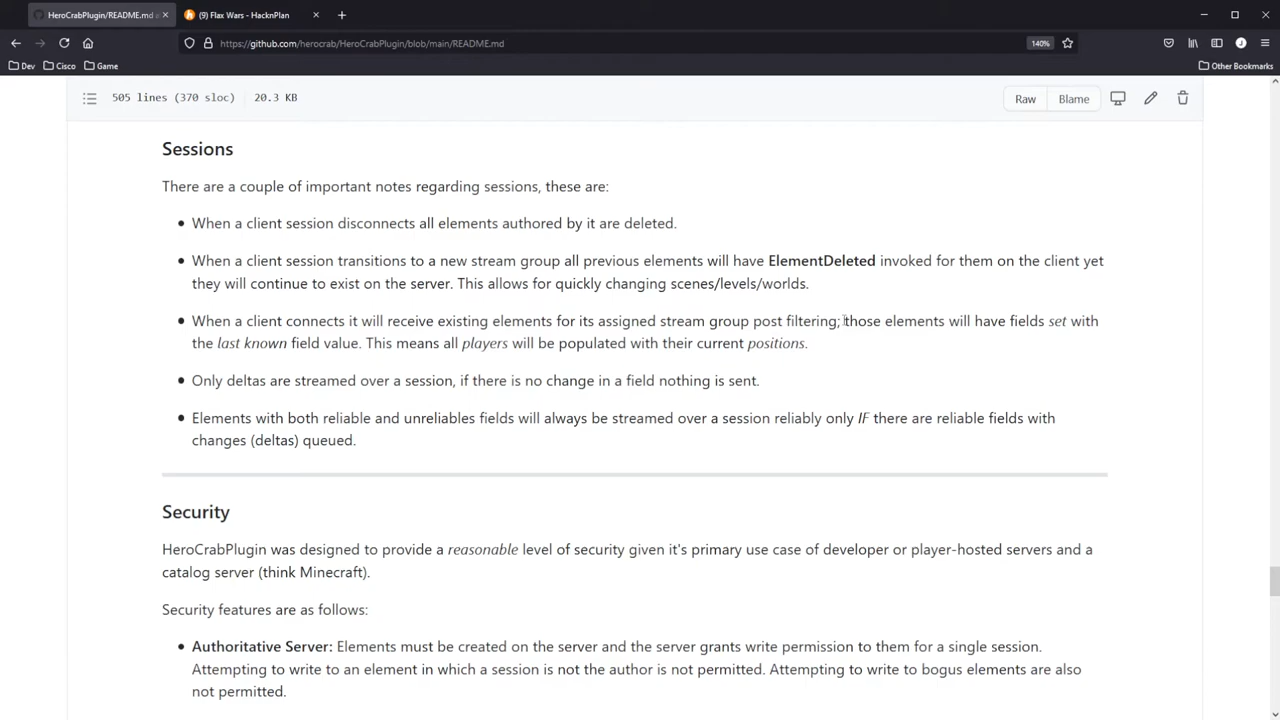 HeroCrabPlugin/README.md
(9) Flax Wars - HacknPlan
https://github.com/herocrab/HeroCrabPlugin/blob/main/README.md
140%
Dev Cisco Game
Other Bookmarks
505 lines (370 sloc) 20.3 KB
Raw Blame
Sessions
There are a couple of important notes regarding sessions, these are:
When a client session disconnects all elements authored by it are deleted.
When a client session transitions to a new stream group all previous elements will have ElementDeleted invoked for them on the client yet
they will continue to exist on the server. This allows for quickly changing scenes/levels/worlds.
When a client connects it will receive existing elements for its assigned stream group post filtering; those elements will have fields set with
the last known field value. This means all players will be populated with their current positions.
Only deltas are streamed over a session, if there is no change in a field nothing is sent.
Elements with both reliable and unreliables fields will always be streamed over a session reliably only IF there are reliable fields with
changes (deltas) queued.
Security
HeroCrabPlugin was designed to provide a reasonable level of security given it's primary use case of developer or player-hosted servers and a
catalog server (think Minecraft).
Security features are as follows:
Authoritative Server: Elements must be created on the server and the server grants write permission to them for a single session.
Attempting to write to an element in which a session is not the author is not permitted. Attempting to write to bogus elements are also
not permitted.